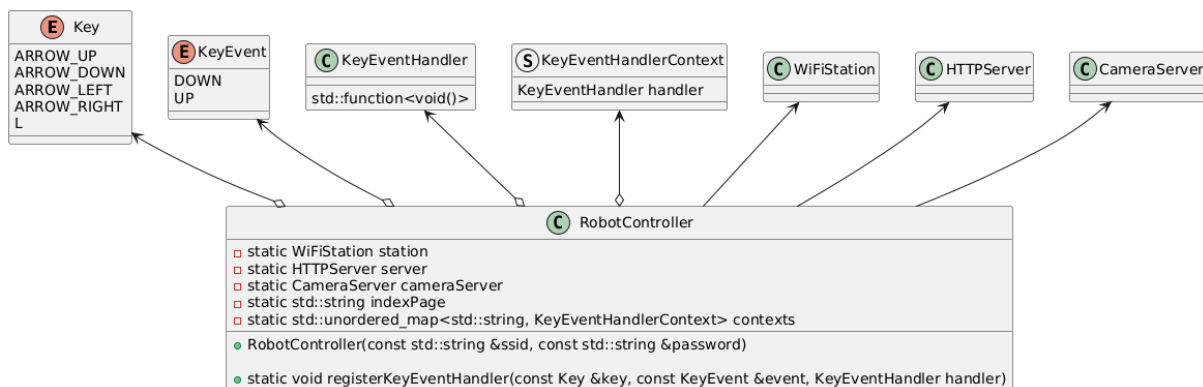 E Key
ARROW_UP
ARROW_DOWN
ARROW_LEFT
ARROW_RIGHT
L
E KeyEvent
DOWN
UP
C KeyEventHandler
std::function<void()>
S KeyEventHandlerContext
KeyEventHandler handler
C WiFiStation
C HTTPServer
C CameraServer
C RobotController
static WiFiStation station
static HTTPServer server
static CameraServer cameraServer
static std::string indexPage
static std::unordered_map<std::string, KeyEventHandlerContext> contexts
RobotController(const std::string &ssid, const std::string &password)
static void registerKeyEventHandler(const Key &key, const KeyEvent &event, KeyEventHandler handler)